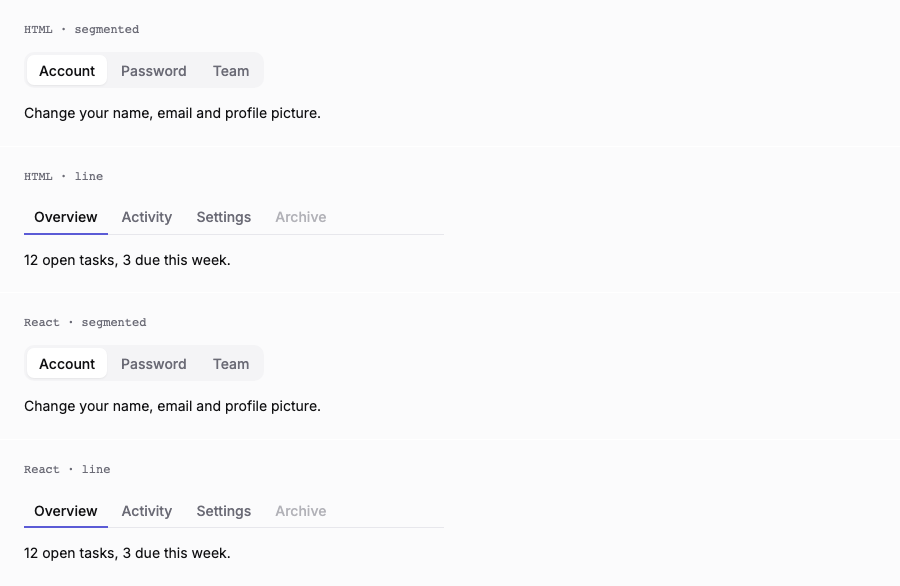 HTML · segmented
Account Password Team
Change your name, email and profile picture.
HTML · line
Overview Activity Settings Archive
12 open tasks, 3 due this week.
React · segmented
Account Password Team
Change your name, email and profile picture.
React · line
Overview Activity Settings Archive
12 open tasks, 3 due this week.